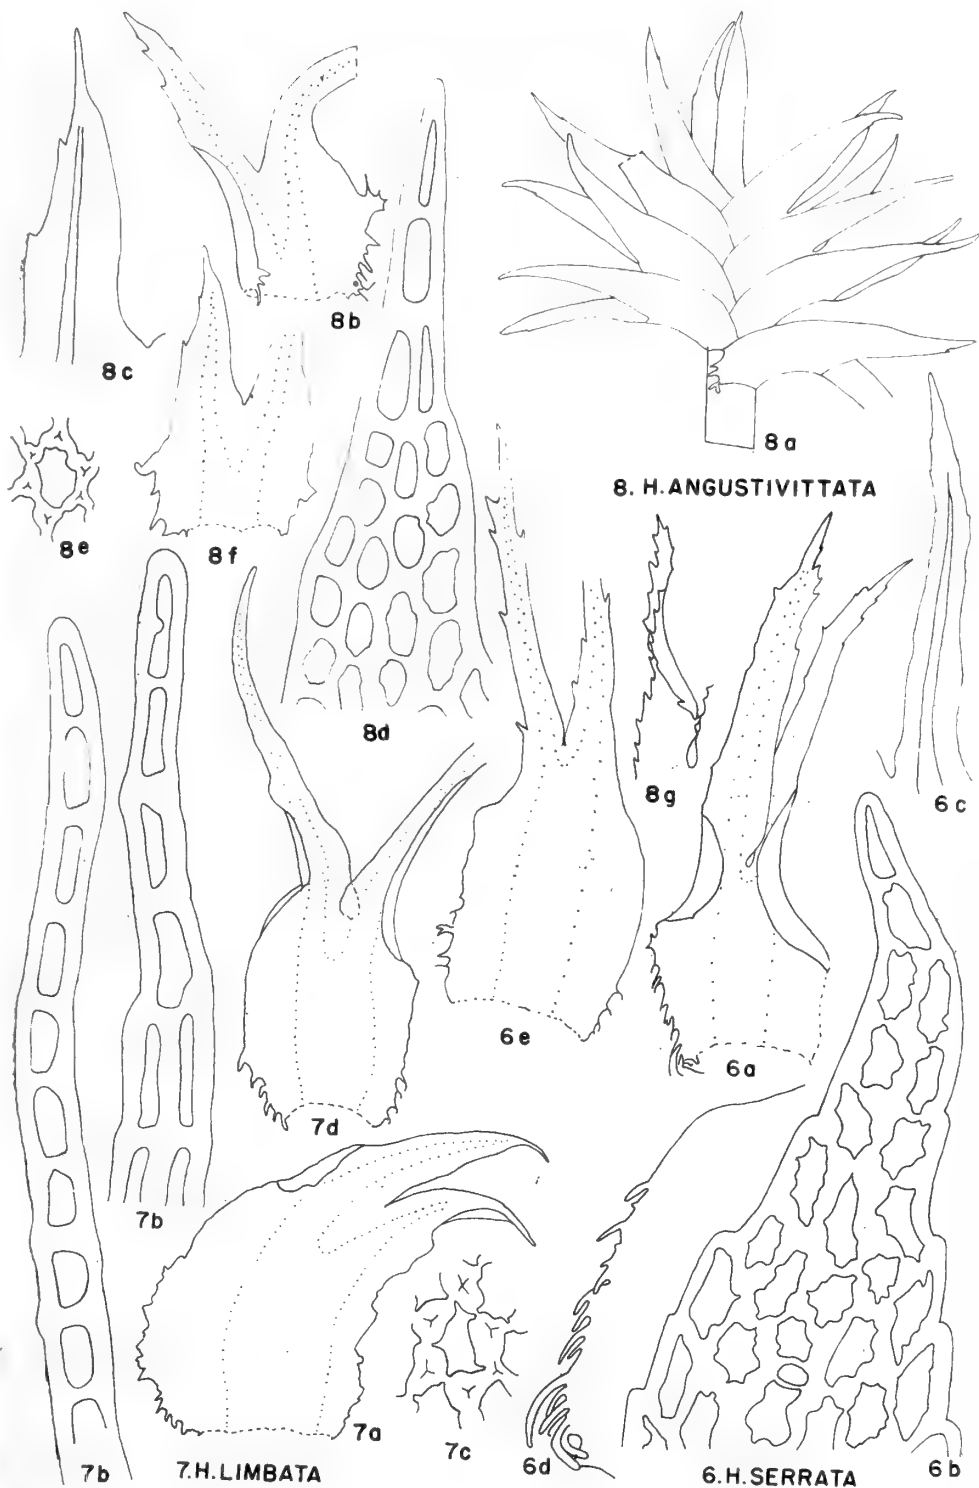 8b
8c
8a
8. H.ANGUSTIVITTATA
8e
8f
8d
8g
6c
6e
6a
7d
7b
7a
7c
7b
7.H.LIMBATA
6d
6.H.SERRATA
6b